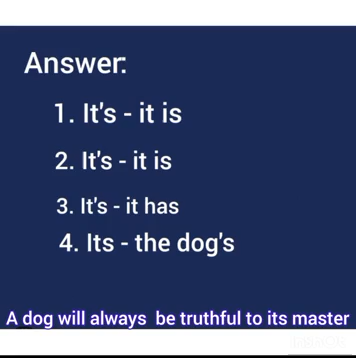 Answer:
1. It's - it is
2. It's - it is
3. It's - it has
4. Its - the dog's
A dog will always be truthful to its master